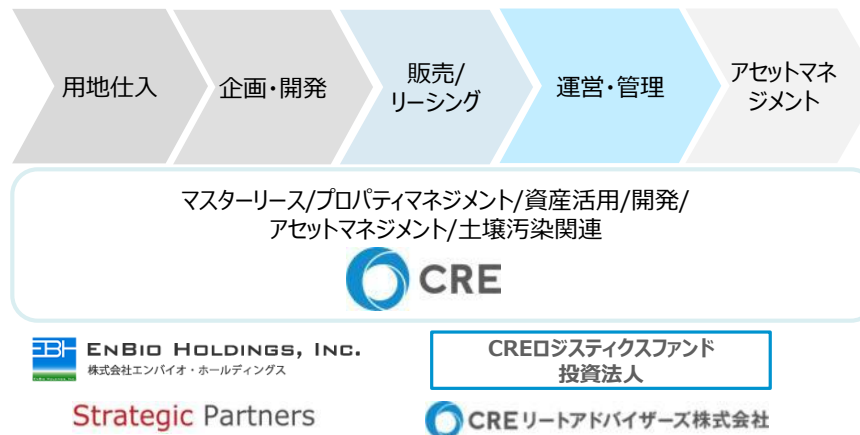 用地仕入
企画・開発
販売/
リーシング
運営・管理
アセットマネ
ジメント
マスターリース/プロパティマネジメント/資産活用/開発/
アセットマネジメント/土壌汚染関連
CRE
EBH ENBIO HOLDINGS, INC.
株式会社エンバイオ・ホールディングス
CREロジスティクスファンド
投資法人
Strategic Partners
CREリートアドバイザーズ株式会社